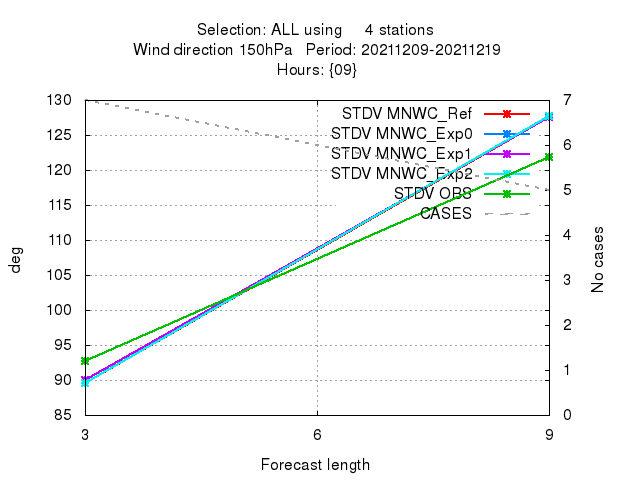 Selection: ALL using 4 stations
Wind direction 150hPa Period: 20211209-20211219
Hours: {09}
130
125
120
115
110
105
100
95
90
85
7
6
5
4
3
2
1
0
STDV MNWC_Ref
STDV MNWC_Exp0
STDV MNWC_Exp1
STDV MNWC_Exp2
STDV OBS
CASES
deg
No cases
3 6 9
Forecast length